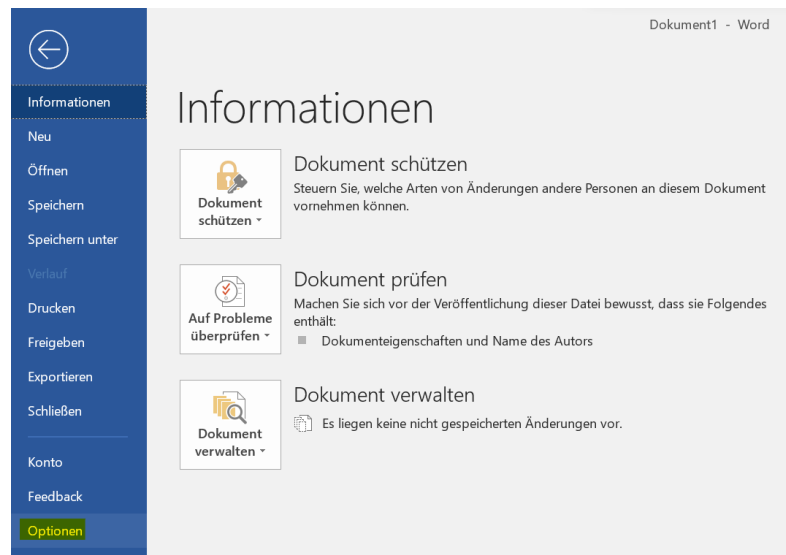 Dokument1 - Word
Informationen
Neu
Öffnen
Speichern
Speichern unter
Verlauf
Drucken
Freigeben
Exportieren
Schließen
Konto
Feedback
Optionen
Informationen
Dokument schützen
Dokument schützen
Steuern Sie, welche Arten von Änderungen andere Personen an diesem Dokument
vornehmen können.
Auf Probleme
überprüfen
Dokument prüfen
Machen Sie sich vor der Veröffentlichung dieser Datei bewusst, dass sie Folgendes
enthält:
Dokumenteigenschaften und Name des Autors
Dokument
verwalten
Dokument verwalten
Es liegen keine nicht gespeicherten Änderungen vor.